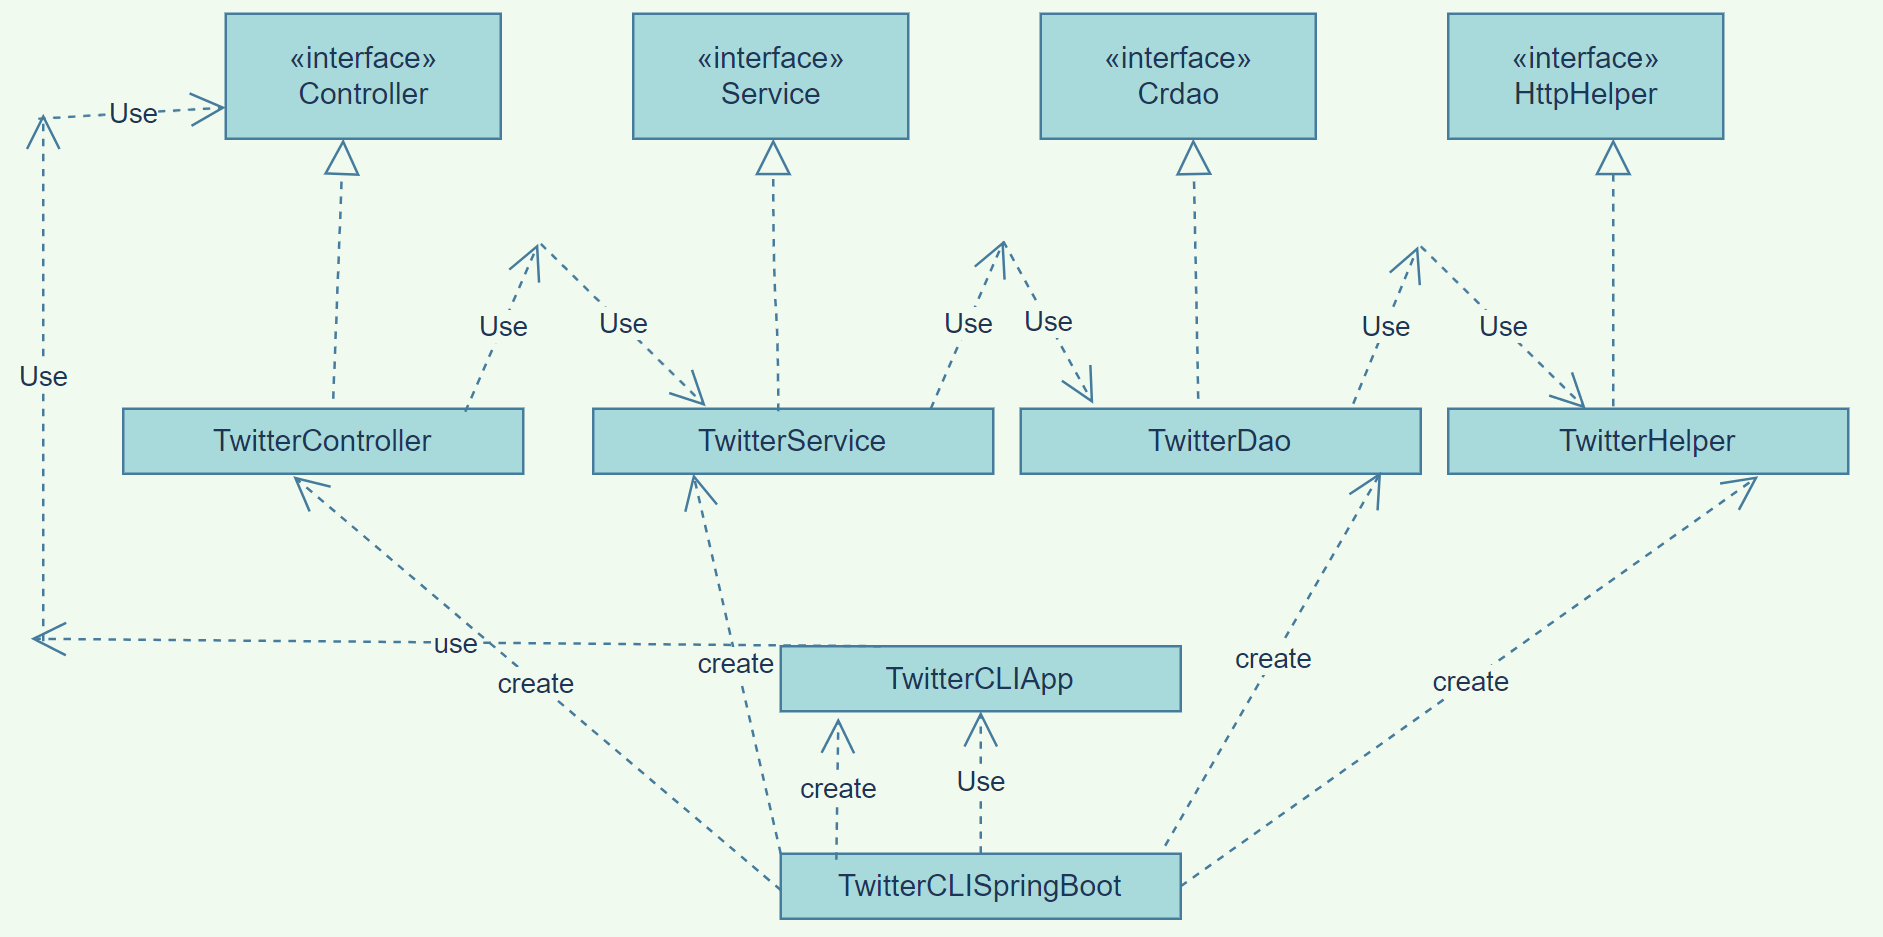 «interface»
Controller
«interface»
Service
«interface»
Crdao
«interface»
HttpHelper
Use
Use
Use
Use
Use
Use
Use
Use
TwitterController
TwitterService
TwitterDao
TwitterHelper
use
create
create
TwitterCLIApp
create
create
create
Use
TwitterCLISpringBoot